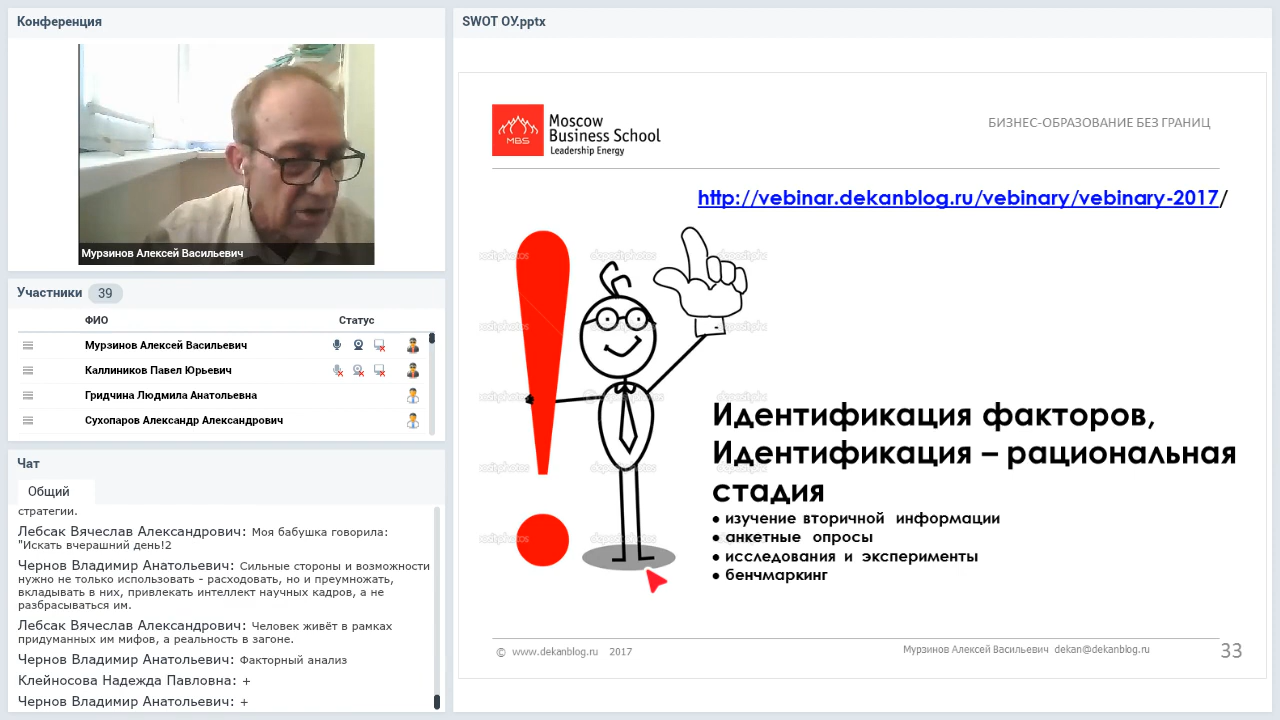 Конференция
Мурзинов Алексей Васильевич
Участники 39
ФИО Статус
Мурзинов Алексей Васильевич
Каллиников Павел Юрьевич
Гридчина Людмила Анатольевна
Сухопаров Александр Александрович
Чат
Общий
стратегии.
Лебсак Вячеслав Александрович: Моя бабушка говорила:
"Искать вчерашний день!2
Чернов Владимир Анатольевич: Сильные стороны и возможности
нужно не только использовать - расходовать, но и преумножать,
вкладывать в них, привлекать интеллект научных кадров, а не
разбрасываться им.
Лебсак Вячеслав Александрович: Человек живёт в рамках
придуманных им мифов, а реальность в загоне.
Чернов Владимир Анатольевич: Факторный анализ
Клейносова Надежда Павловна: +
Чернов Владимир Анатольевич: +
SWOT ОУ.pptx
MBS
Moscow
Business School
Leadership Energy
БИЗНЕС-ОБРАЗОВАНИЕ БЕЗ ГРАНИЦ
http://vebinar.dekanblog.ru/vebinary/vebinary-2017/
Идентификация факторов,
Идентификация – рациональная
стадия
• изучение вторичной информации
• анкетные опросы
• исследования и эксперименты
• бенчмаркинг
© www.dekanblog.ru 2017
Мурзинов Алексей Васильевич dekan@dekanblog.ru
33